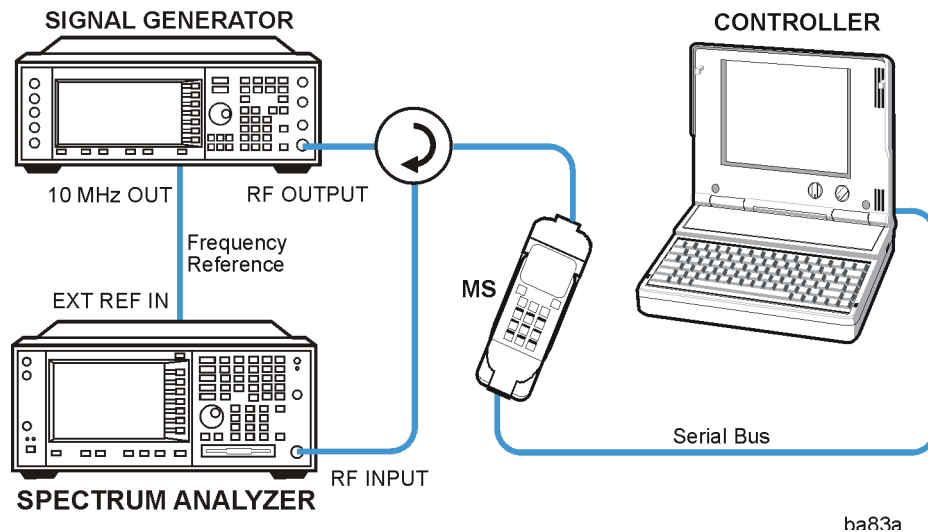 SIGNAL GENERATOR
CONTROLLER
10 MHz OUT
RF OUTPUT
Frequency
Reference
EXT REF IN
MS
Serial Bus
RF INPUT
SPECTRUM ANALYZER
ba83a